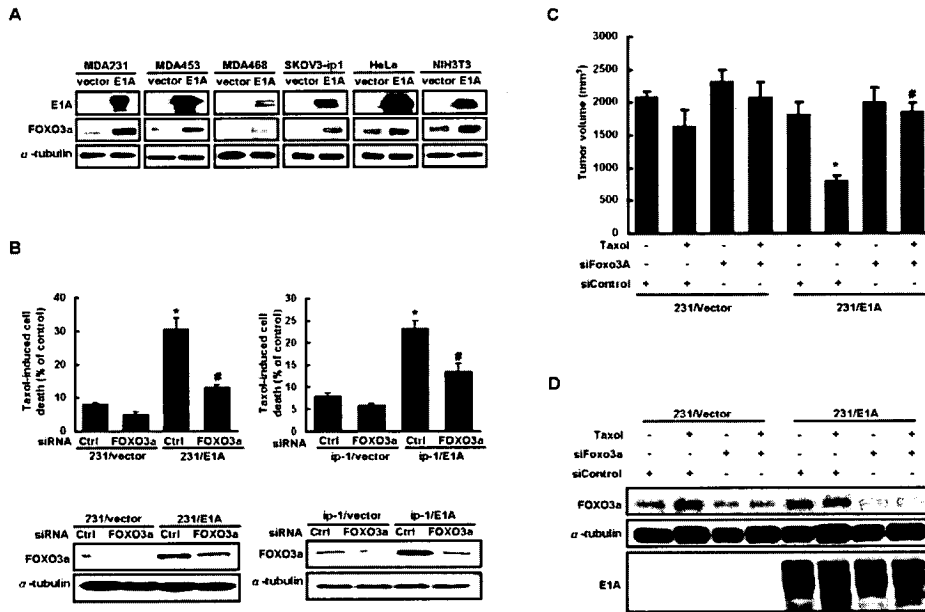 A
MDA231 MDA453 MDA468 SKOV3-ip1 HeLa NIH3T3
vector E1A vector E1A vector E1A vector E1A vector E1A vector E1A
E1A
FOXO3a
α-tubulin
B
Taxol-induced cell death (% of control)
40
30
20
10
0
siRNA Ctrl FOXO3a Ctrl FOXO3a
231/vector 231/E1A
* #
Taxol-induced cell death (% of control)
30
25
20
15
10
5
0
siRNA Ctrl FOXO3a Ctrl FOXO3a
ip-1/vector ip-1/E1A
* #
231/vector 231/E1A
siRNA Ctrl FOXO3a Ctrl FOXO3a
FOXO3a
α-tubulin
ip-1/vector ip-1/E1A
siRNA Ctrl FOXO3a Ctrl FOXO3a
FOXO3a
α-tubulin
C
Tumor volume (mm³)
3000
2500
2000
1500
1000
500
0
* #
Taxol - + - + - + - +
siFoxo3A - - + + - - + +
siControl + + - - + + - -
231/Vector 231/E1A
D
231/Vector 231/E1A
Taxol - + - + - + - +
siFoxo3a - - + + - - + +
siControl + + - - + + - -
FOXO3a
α-tubulin
E1A